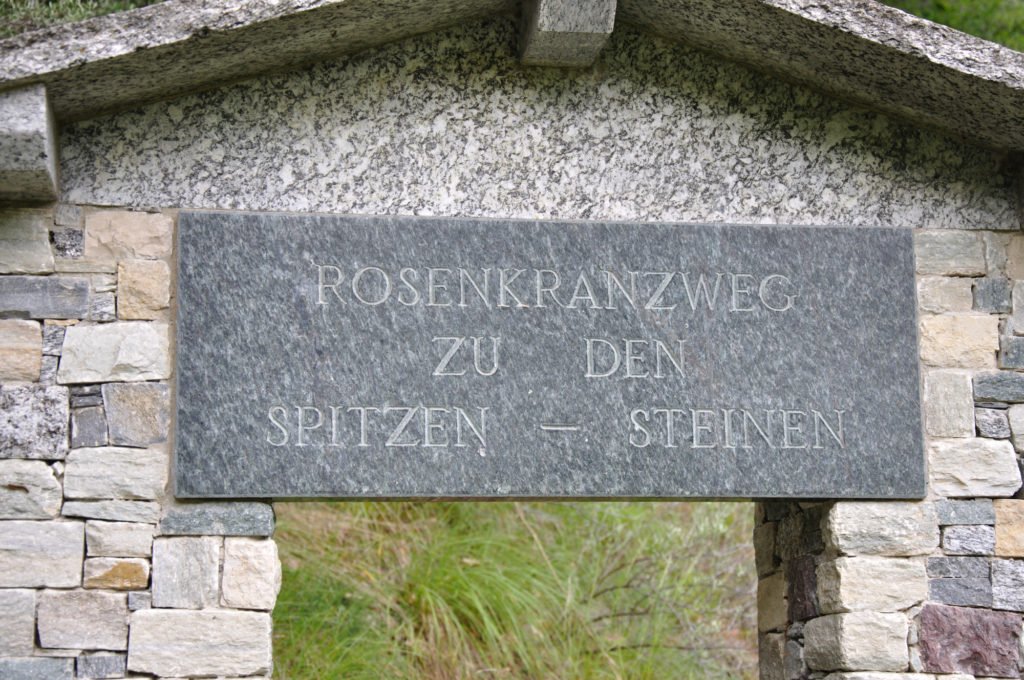 ROSENKRANZWEG
ZU DEN
SPITZEN – STEINEN